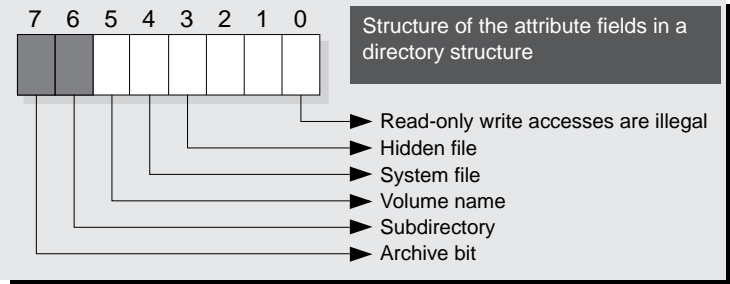 7 6 5 4 3 2 1 0
Structure of the attribute fields in a
directory structure
Read-only write accesses are illegal
Hidden file
System file
Volume name
Subdirectory
Archive bit